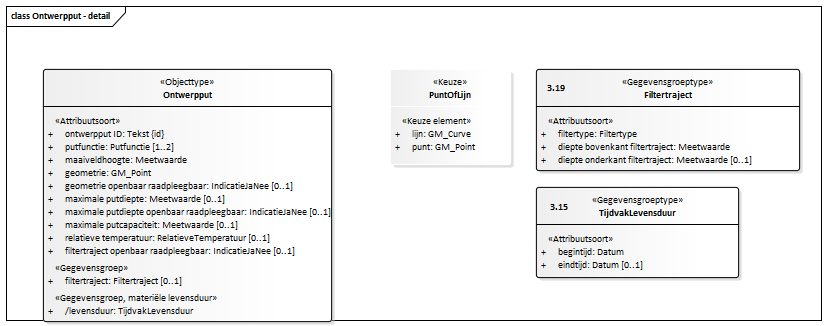 class Ontwerpput - detail
«Objecttype»
Ontwerpput
«Attribuutsoort»
+ ontwerpput ID: Tekst {id}
+ putfunctie: Putfunctie [1..2]
+ maaiveldhoogte: Meetwaarde
+ geometrie: GM_Point
+ geometrie openbaar raadpleegbaar: IndicatieJaNee [0..1]
+ maximale putdiepte: Meetwaarde [0..1]
+ maximale putdiepte openbaar raadpleegbaar: IndicatieJaNee [0..1]
+ maximale putcapaciteit: Meetwaarde [0..1]
+ relatieve temperatuur: RelatieveTemperatuur [0..1]
+ filtertraject openbaar raadpleegbaar: IndicatieJaNee [0..1]
«Gegevensgroep»
+ filtertraject: Filtertraject [0..1]
«Gegevensgroep, materiële levensduur»
+ /levensduur: TijdvakLevensduur
«Keuze»
PuntOfLijn
«Keuze element»
+ lijn: GM_Curve
+ punt: GM_Point
3.19
«Gegevensgroeptype»
Filtertraject
«Attribuutsoort»
+ filtertype: Filtertype
+ diepte bovenkant filtertraject: Meetwaarde
+ diepte onderkant filtertraject: Meetwaarde [0..1]
3.15
«Gegevensgroeptype»
TijdvakLevensduur
«Attribuutsoort»
+ begintijd: Datum
+ eindtijd: Datum [0..1]